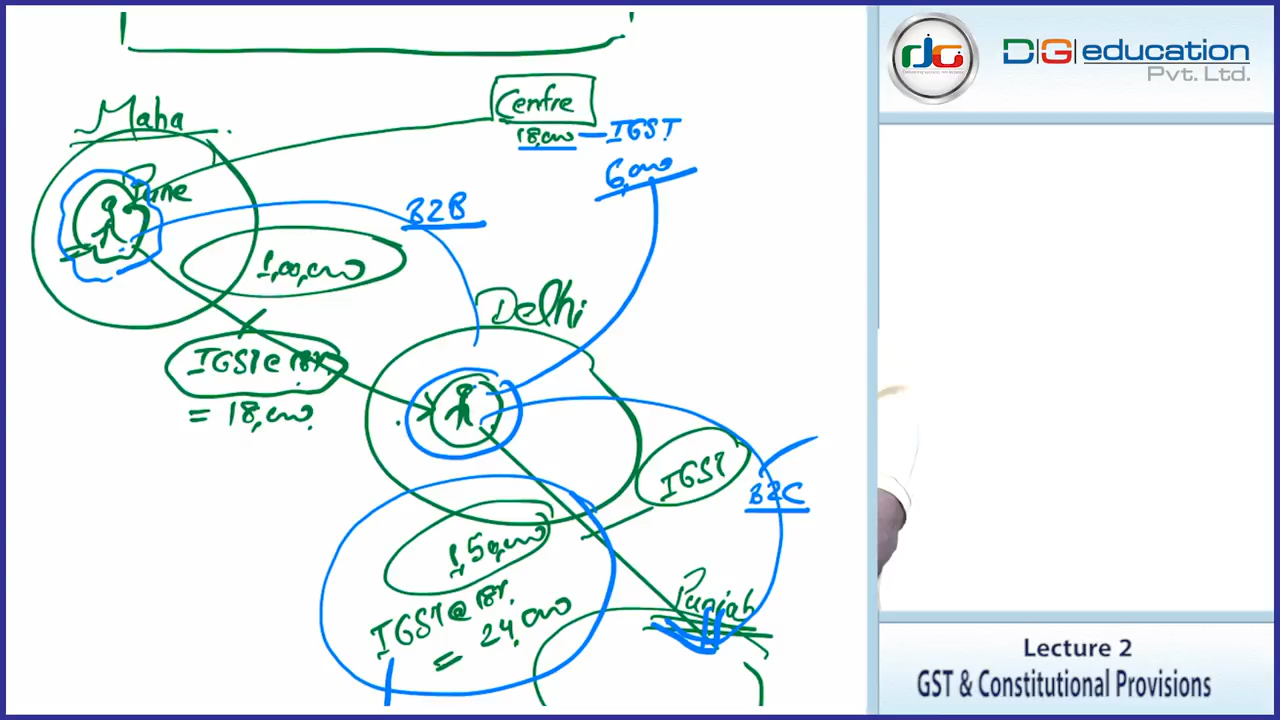 Maha
Pune
Centre
18,000 — IGST
6,000
B2B
1,00,000
Delhi
IGST @ 18%
= 18,000.
IGST
B2C
1,50,000
IGST @ 18%.
= 24,000
Punjab
DG education
Pvt. Ltd.
Lecture 2
GST & Constitutional Provisions